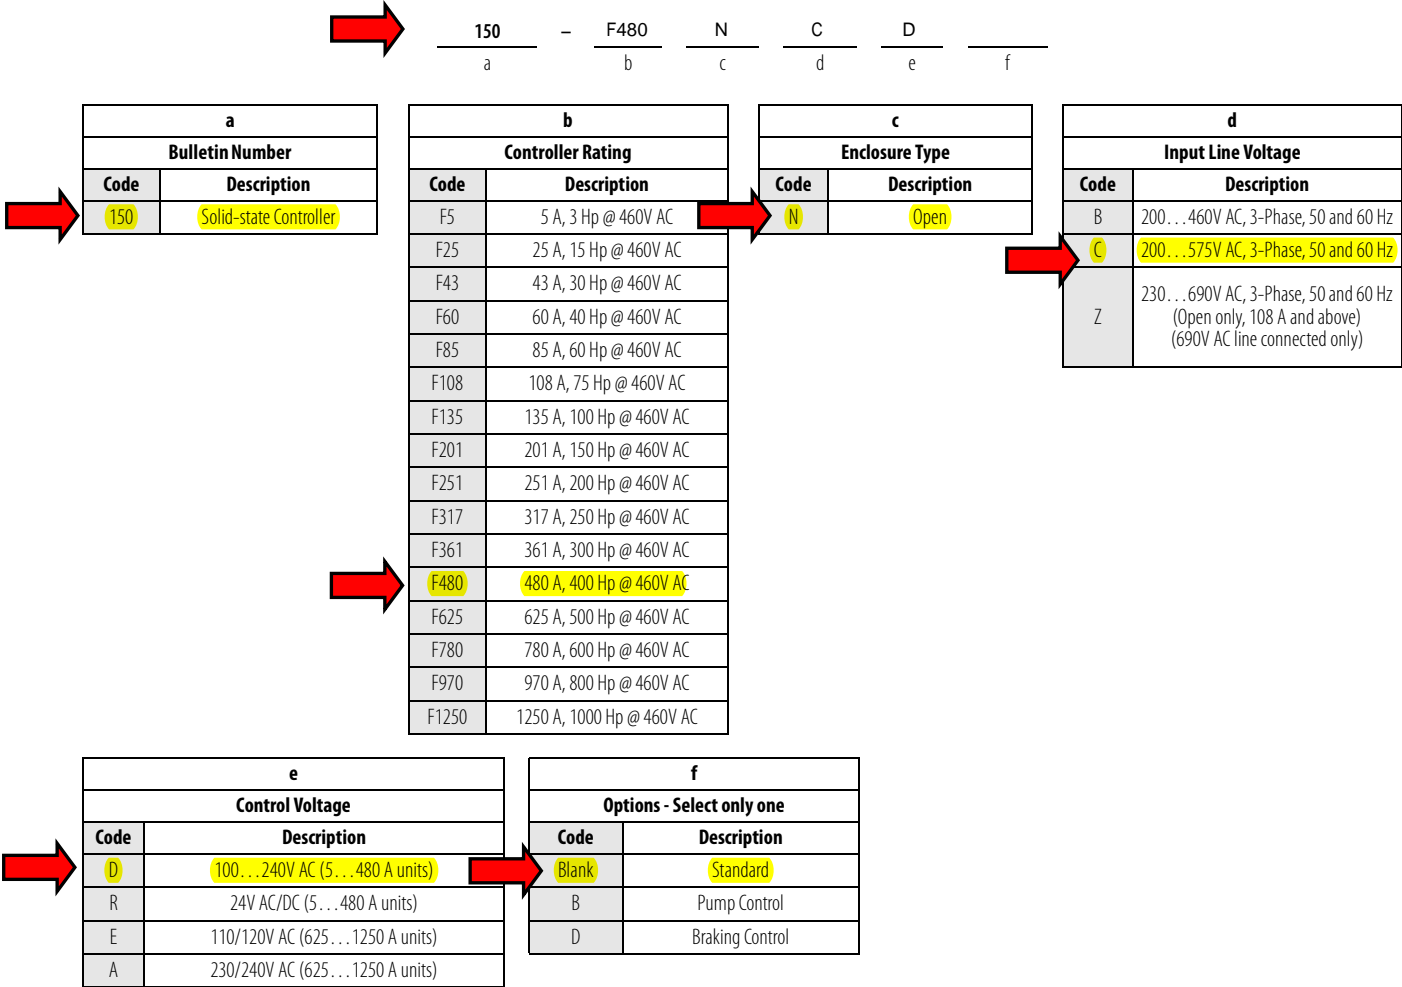 150 – F480 N C D
a b c d e f
a
Bulletin Number
Code Description
150 Solid-state Controller
b
Controller Rating
Code Description
F5 5 A, 3 Hp @ 460V AC
F25 25 A, 15 Hp @ 460V AC
F43 43 A, 30 Hp @ 460V AC
F60 60 A, 40 Hp @ 460V AC
F85 85 A, 60 Hp @ 460V AC
F108 108 A, 75 Hp @ 460V AC
F135 135 A, 100 Hp @ 460V AC
F201 201 A, 150 Hp @ 460V AC
F251 251 A, 200 Hp @ 460V AC
F317 317 A, 250 Hp @ 460V AC
F361 361 A, 300 Hp @ 460V AC
F480 480 A, 400 Hp @ 460V AC
F625 625 A, 500 Hp @ 460V AC
F780 780 A, 600 Hp @ 460V AC
F970 970 A, 800 Hp @ 460V AC
F1250 1250 A, 1000 Hp @ 460V AC
c
Enclosure Type
Code Description
N Open
d
Input Line Voltage
Code Description
B 200…460V AC, 3-Phase, 50 and 60 Hz
C 200…575V AC, 3-Phase, 50 and 60 Hz
Z 230…690V AC, 3-Phase, 50 and 60 Hz
(Open only, 108 A and above)
(690V AC line connected only)
e
Control Voltage
Code Description
D 100…240V AC (5…480 A units)
R 24V AC/DC (5…480 A units)
E 110/120V AC (625…1250 A units)
A 230/240V AC (625…1250 A units)
f
Options - Select only one
Code Description
Blank Standard
B Pump Control
D Braking Control